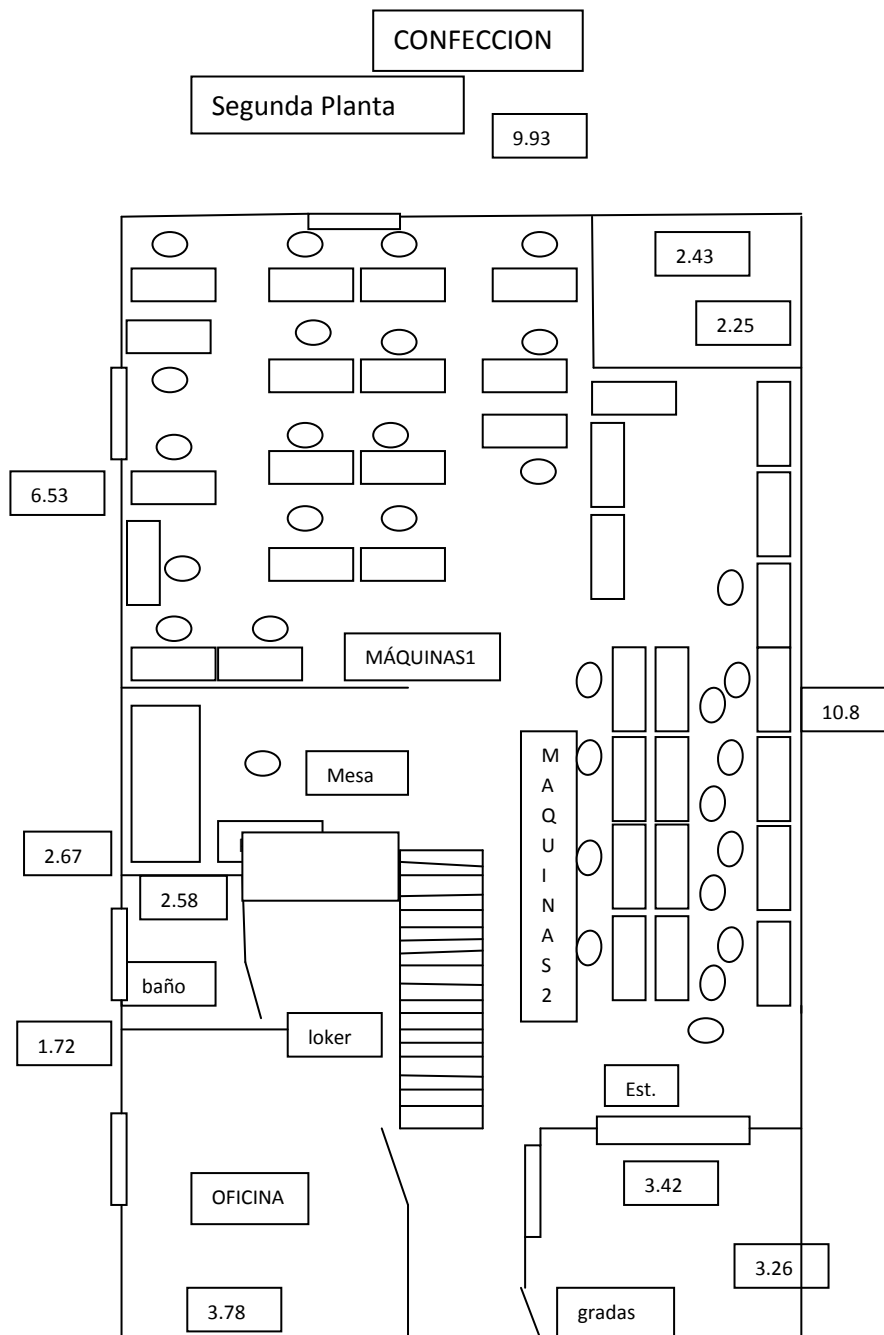 CONFECCION
Segunda Planta
9.93
2.43
2.25
6.53
MÁQUINAS1
10.8
Mesa
MAQUINAS2
2.67
2.58
baño
loker
1.72
Est.
OFICINA
3.42
3.26
3.78
gradas